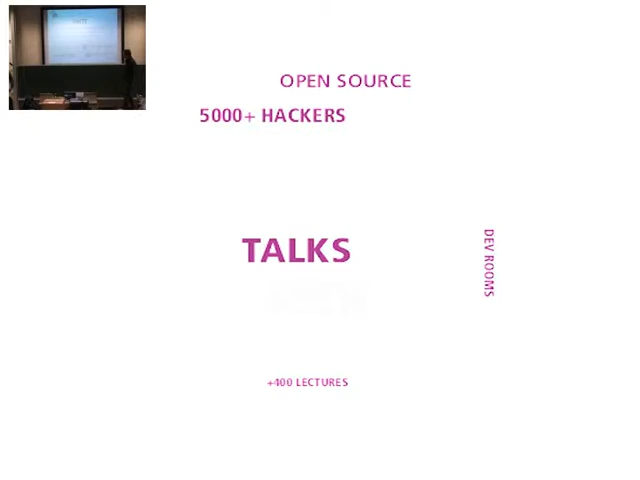 OPEN SOURCE
5000+ HACKERS
TALKS
DEV ROOMS
+400 LECTURES